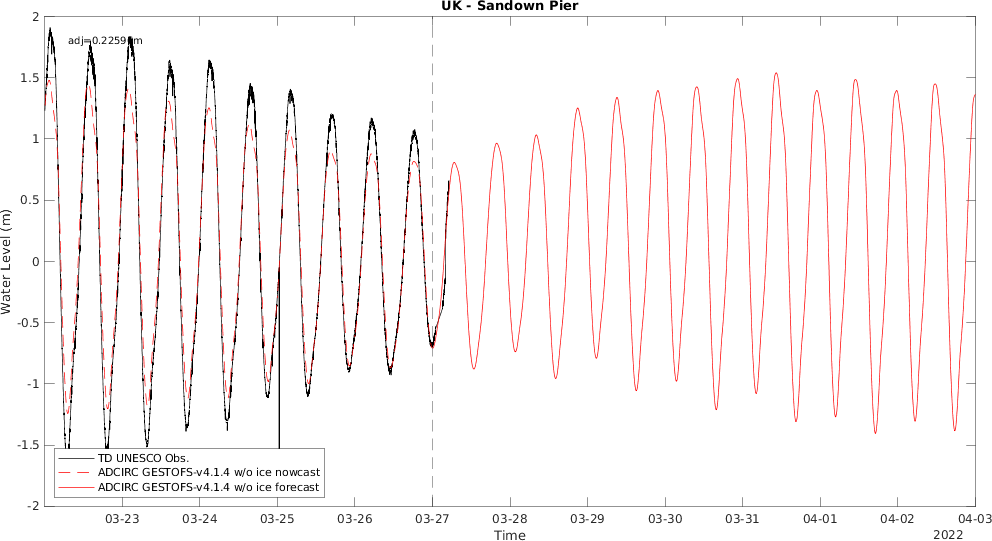 UK - Sandown Pier
adj=0.2259 m
Water Level (m)
2
1.5
1
0.5
0
-0.5
-1
-1.5
-2
TD UNESCO Obs.
ADCIRC GESTOFS-v4.1.4 w/o ice nowcast
ADCIRC GESTOFS-v4.1.4 w/o ice forecast
03-23 03-24 03-25 03-26 03-27 03-28 03-29 03-30 03-31 04-01 04-02 04-03
Time
2022